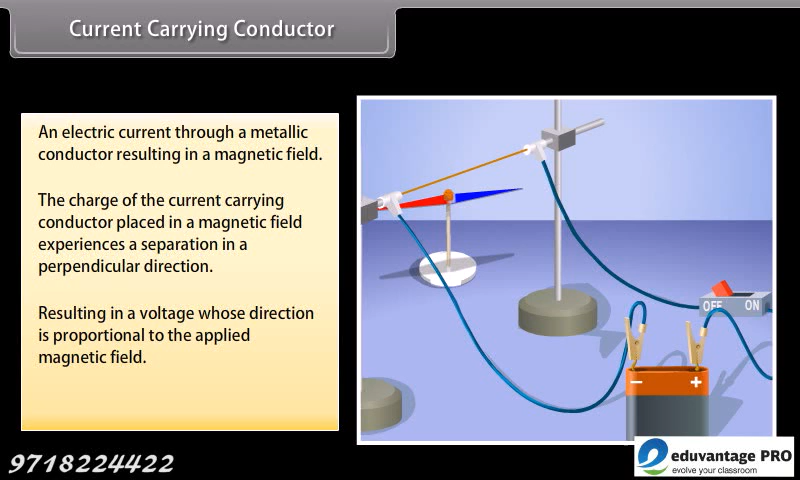 Current Carrying Conductor
An electric current through a metallic
conductor resulting in a magnetic field.
The charge of the current carrying
conductor placed in a magnetic field
experiences a separation in a
perpendicular direction.
Resulting in a voltage whose direction
is proportional to the applied
magnetic field.
OFF ON
− +
9718224422
eduvantage PRO
evolve your classroom